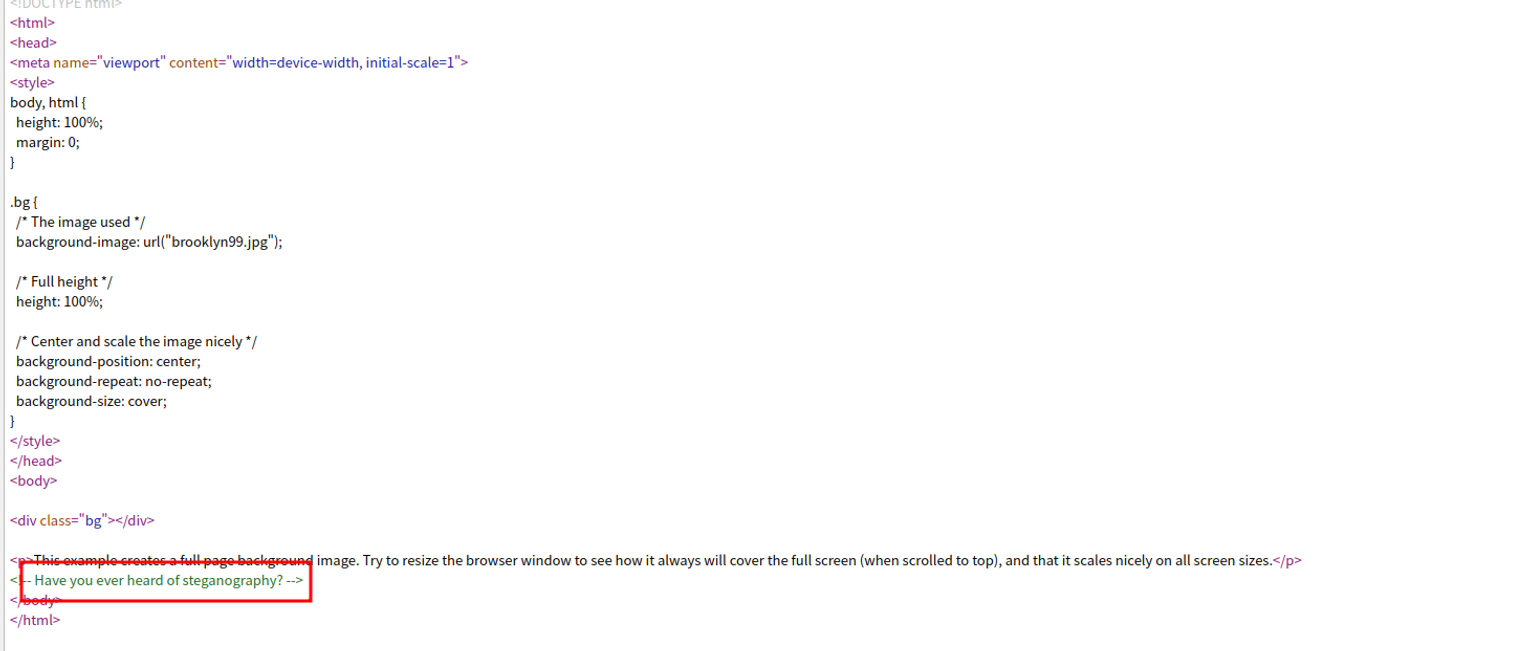 <!DOCTYPE html>
<html>
<head>
<meta name="viewport" content="width=device-width, initial-scale=1">
<style>
body, html {
  height: 100%;
  margin: 0;
}
.bg {
  /* The image used */
  background-image: url("brooklyn99.jpg");
  /* Full height */
  height: 100%;
  /* Center and scale the image nicely */
  background-position: center;
  background-repeat: no-repeat;
  background-size: cover;
}
</style>
</head>
<body>
<div class="bg"></div>
<p>This example creates a full page background image. Try to resize the browser window to see how it always will cover the full screen (when scrolled to top), and that it scales nicely on all screen sizes.</p>
<!-- Have you ever heard of steganography? -->
</body>
</html>